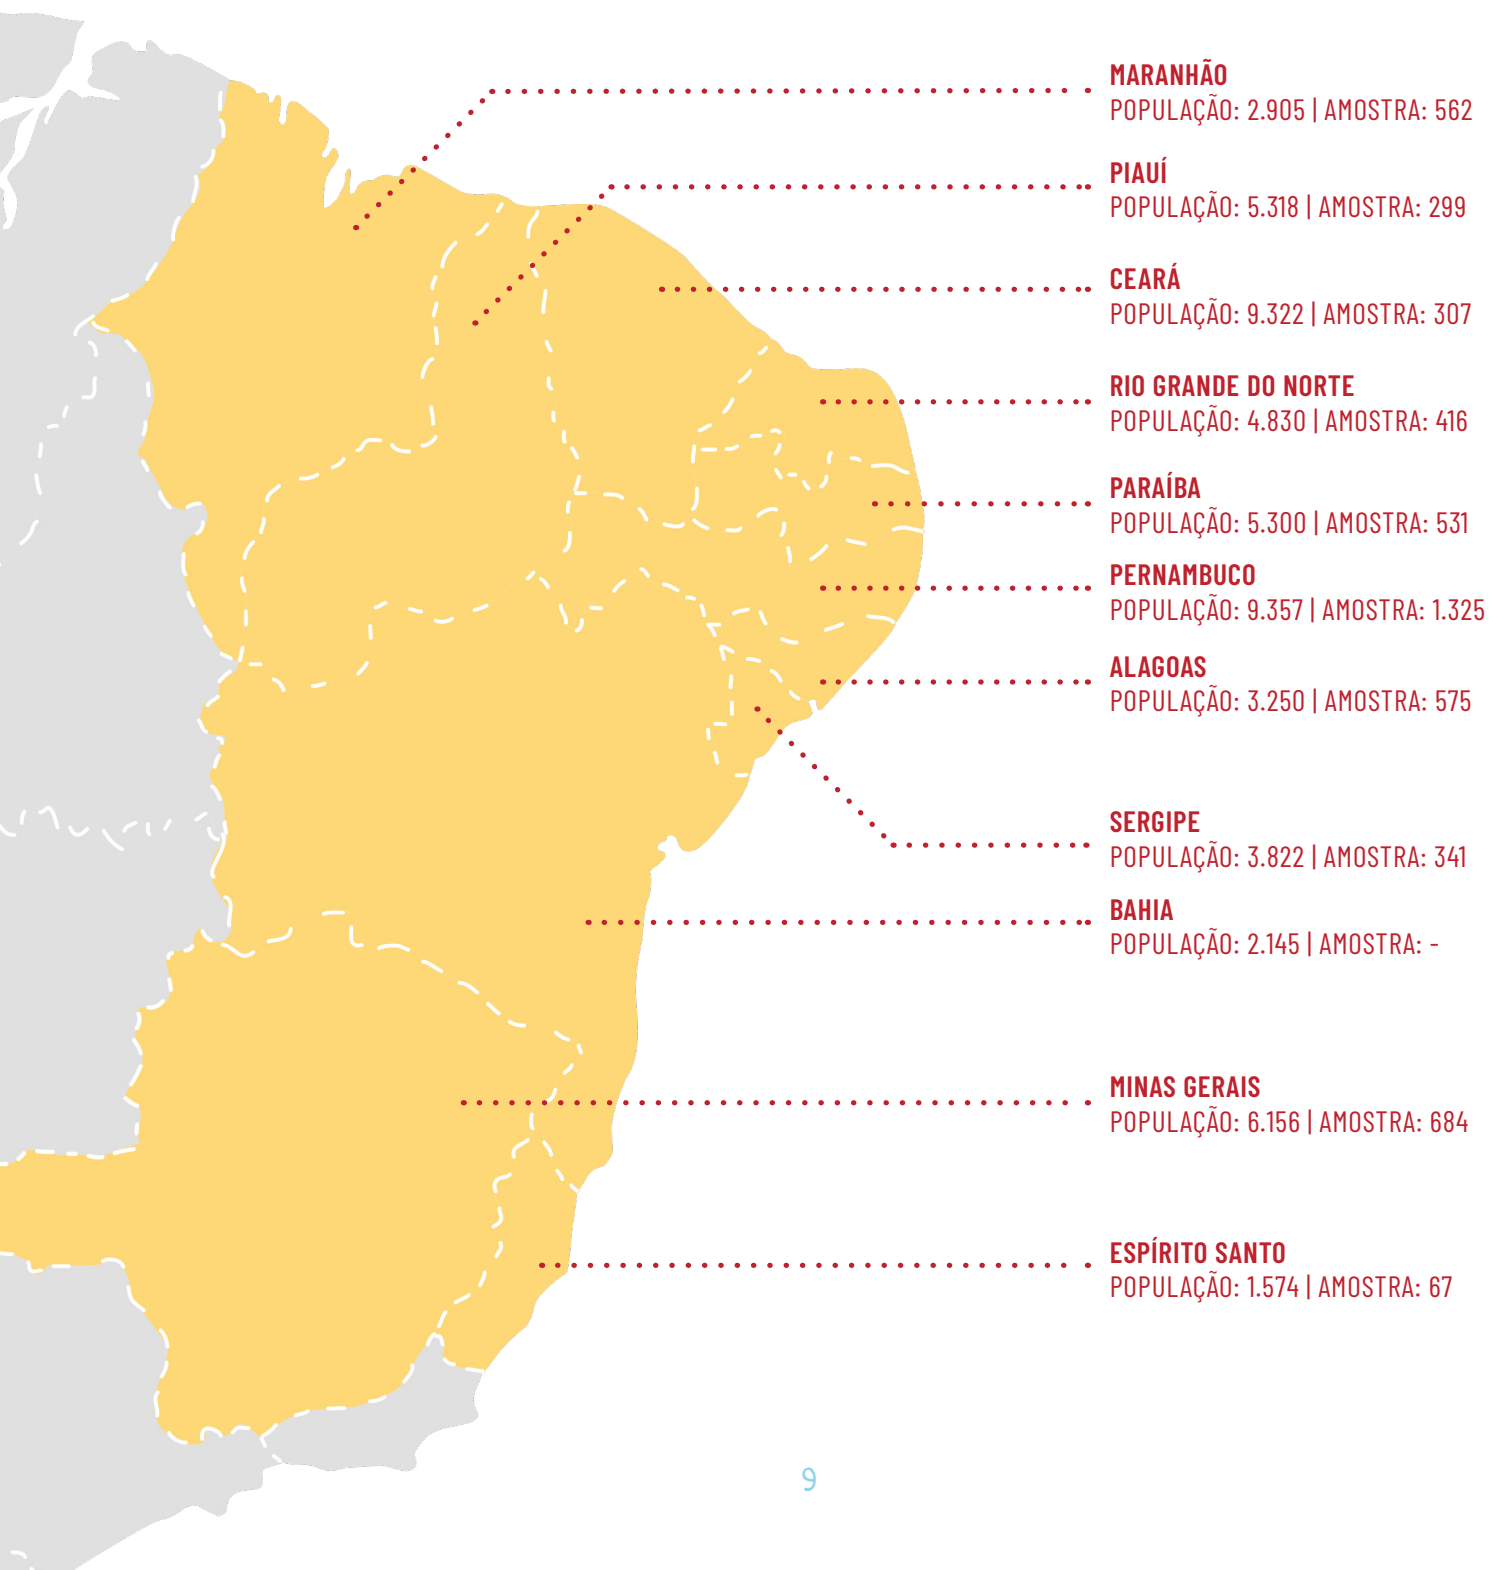 MARANHÃO
POPULAÇÃO: 2.905 | AMOSTRA: 562
PIAUÍ
POPULAÇÃO: 5.318 | AMOSTRA: 299
CEARÁ
POPULAÇÃO: 9.322 | AMOSTRA: 307
RIO GRANDE DO NORTE
POPULAÇÃO: 4.830 | AMOSTRA: 416
PARAÍBA
POPULAÇÃO: 5.300 | AMOSTRA: 531
PERNAMBUCO
POPULAÇÃO: 9.357 | AMOSTRA: 1.325
ALAGOAS
POPULAÇÃO: 3.250 | AMOSTRA: 575
SERGIPE
POPULAÇÃO: 3.822 | AMOSTRA: 341
BAHIA
POPULAÇÃO: 2.145 | AMOSTRA: -
MINAS GERAIS
POPULAÇÃO: 6.156 | AMOSTRA: 684
ESPÍRITO SANTO
POPULAÇÃO: 1.574 | AMOSTRA: 67
9